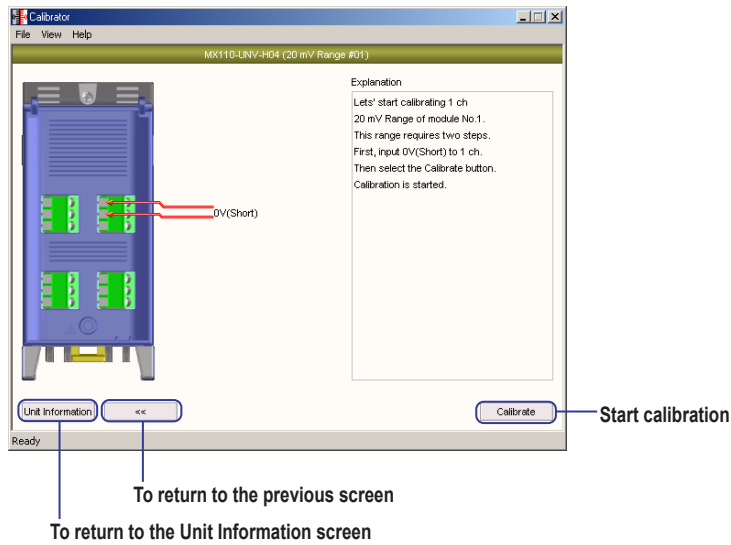 Calibrator
File View Help
MX110-UNV-H04 (20 mV Range #01)
Explanation
Lets' start calibrating 1 ch
20 mV Range of module No.1.
This range requires two steps.
First, input 0V(Short) to 1 ch.
Then select the Calibrate button.
Calibration is started.
0V(Short)
Unit Information
<<
Calibrate
Start calibration
Ready
To return to the previous screen
To return to the Unit Information screen